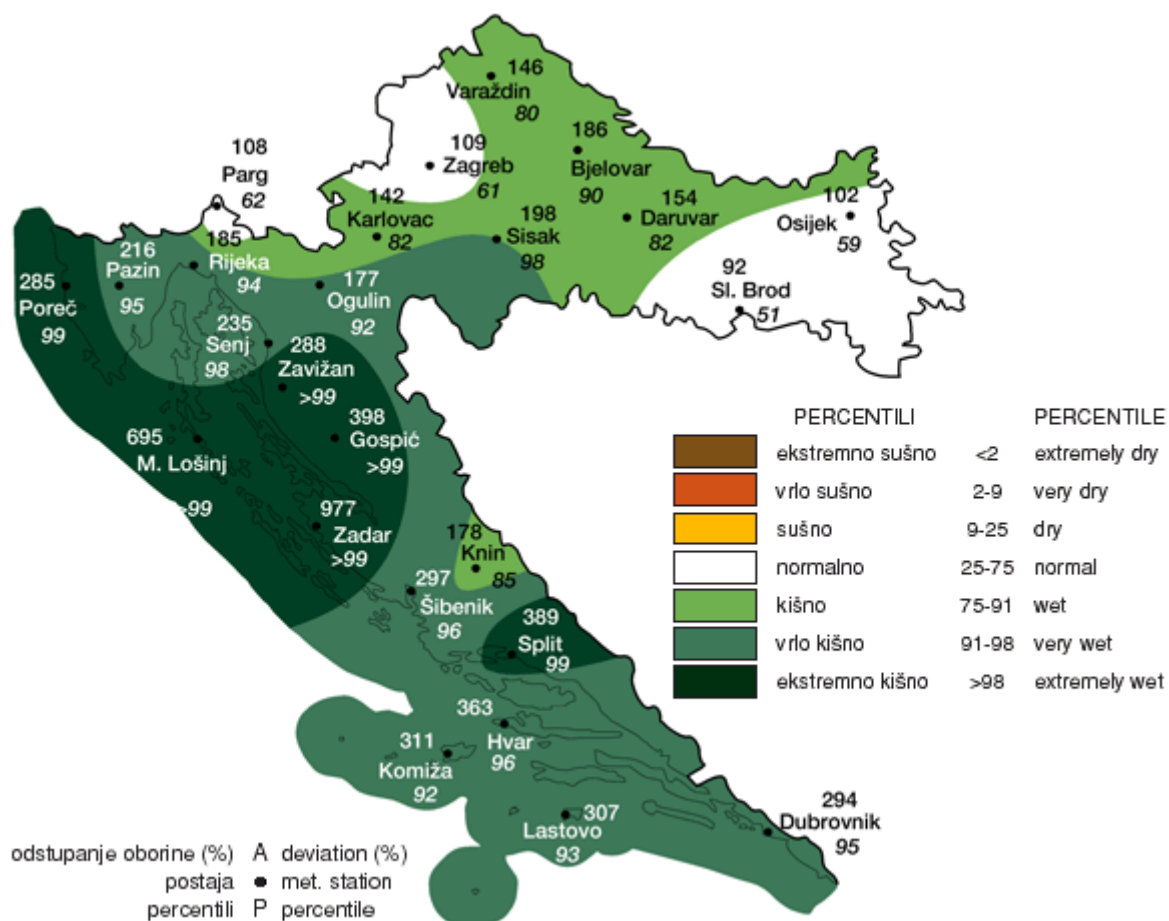 146
Varaždin
80
109
Zagreb
61
186
Bjelovar
90
108
Parg
62
142
Karlovac
82
198
Sisak
98
154
Daruvar
82
102
Osijek
59
92
Sl. Brod
51
216
Pazin
95
185
Rijeka
94
177
Ogulin
92
285
Poreč
99
235
Senj
98
288
Zavižan
>99
398
Gospić
>99
695
M. Lošinj
>99
977
Zadar
>99
178
Knin
85
297
Šibenik
96
389
Split
99
363
Hvar
96
311
Komiža
92
307
Lastovo
93
294
Dubrovnik
95
PERCENTILI PERCENTILE
ekstremno sušno <2 extremely dry
vrlo sušno 2-9 very dry
sušno 9-25 dry
normalno 25-75 normal
kišno 75-91 wet
vrlo kišno 91-98 very wet
ekstremno kišno >98 extremely wet
odstupanje oborine (%) A deviation (%)
postaja ● met. station
percentili P percentile